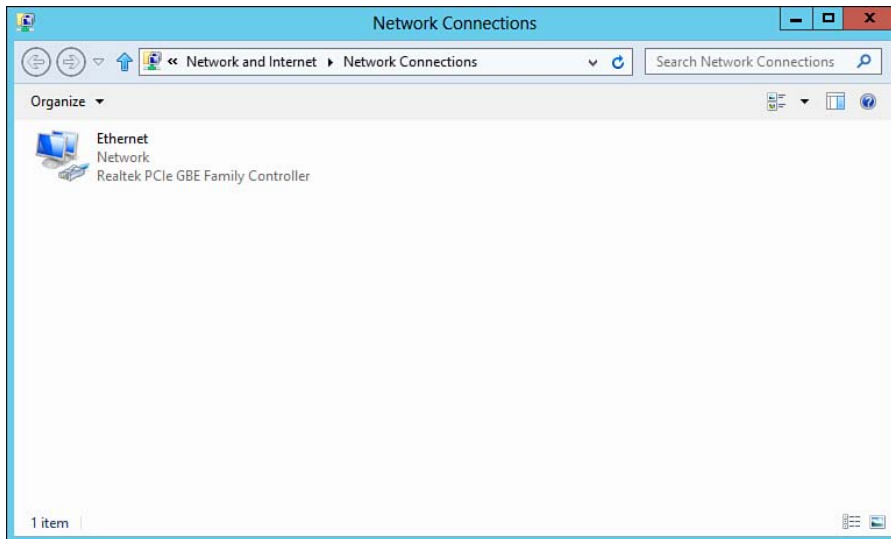 Network Connections
« Network and Internet Network Connections
Search Network Connections
Organize
Ethernet
Network
Realtek PCIe GBE Family Controller
1 item